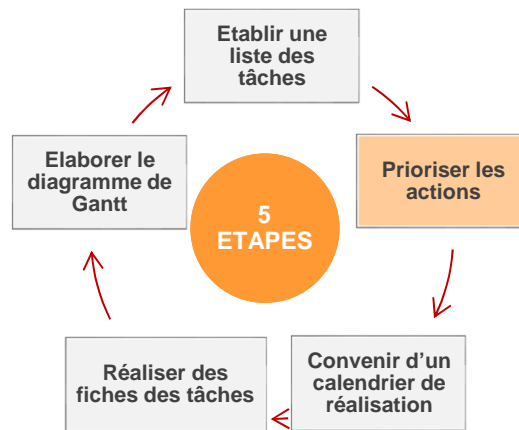 Etablir une
liste des
tâches
Prioriser les
actions
Convenir d’un
calendrier de
réalisation
Réaliser des
fiches des tâches
Elaborer le
diagramme de
Gantt
5
ETAPES